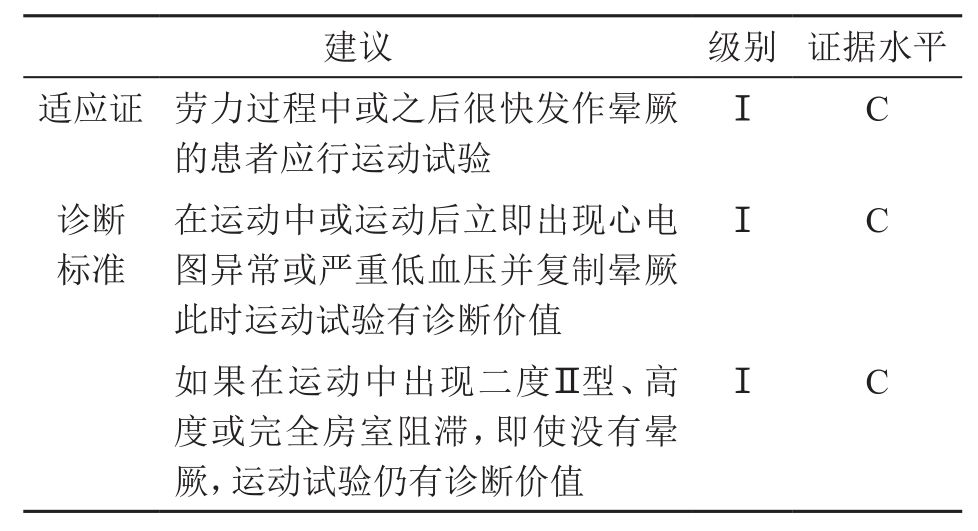 建议 级别 证据水平
适应证 劳力过程中或之后很快发作晕厥 Ⅰ C
的患者应行运动试验
诊断 在运动中或运动后立即出现心电 Ⅰ C
标准 图异常或严重低血压并复制晕厥
此时运动试验有诊断价值
如果在运动中出现二度Ⅱ型、高 Ⅰ C
度或完全房室阻滞,即使没有晕
厥,运动试验仍有诊断价值